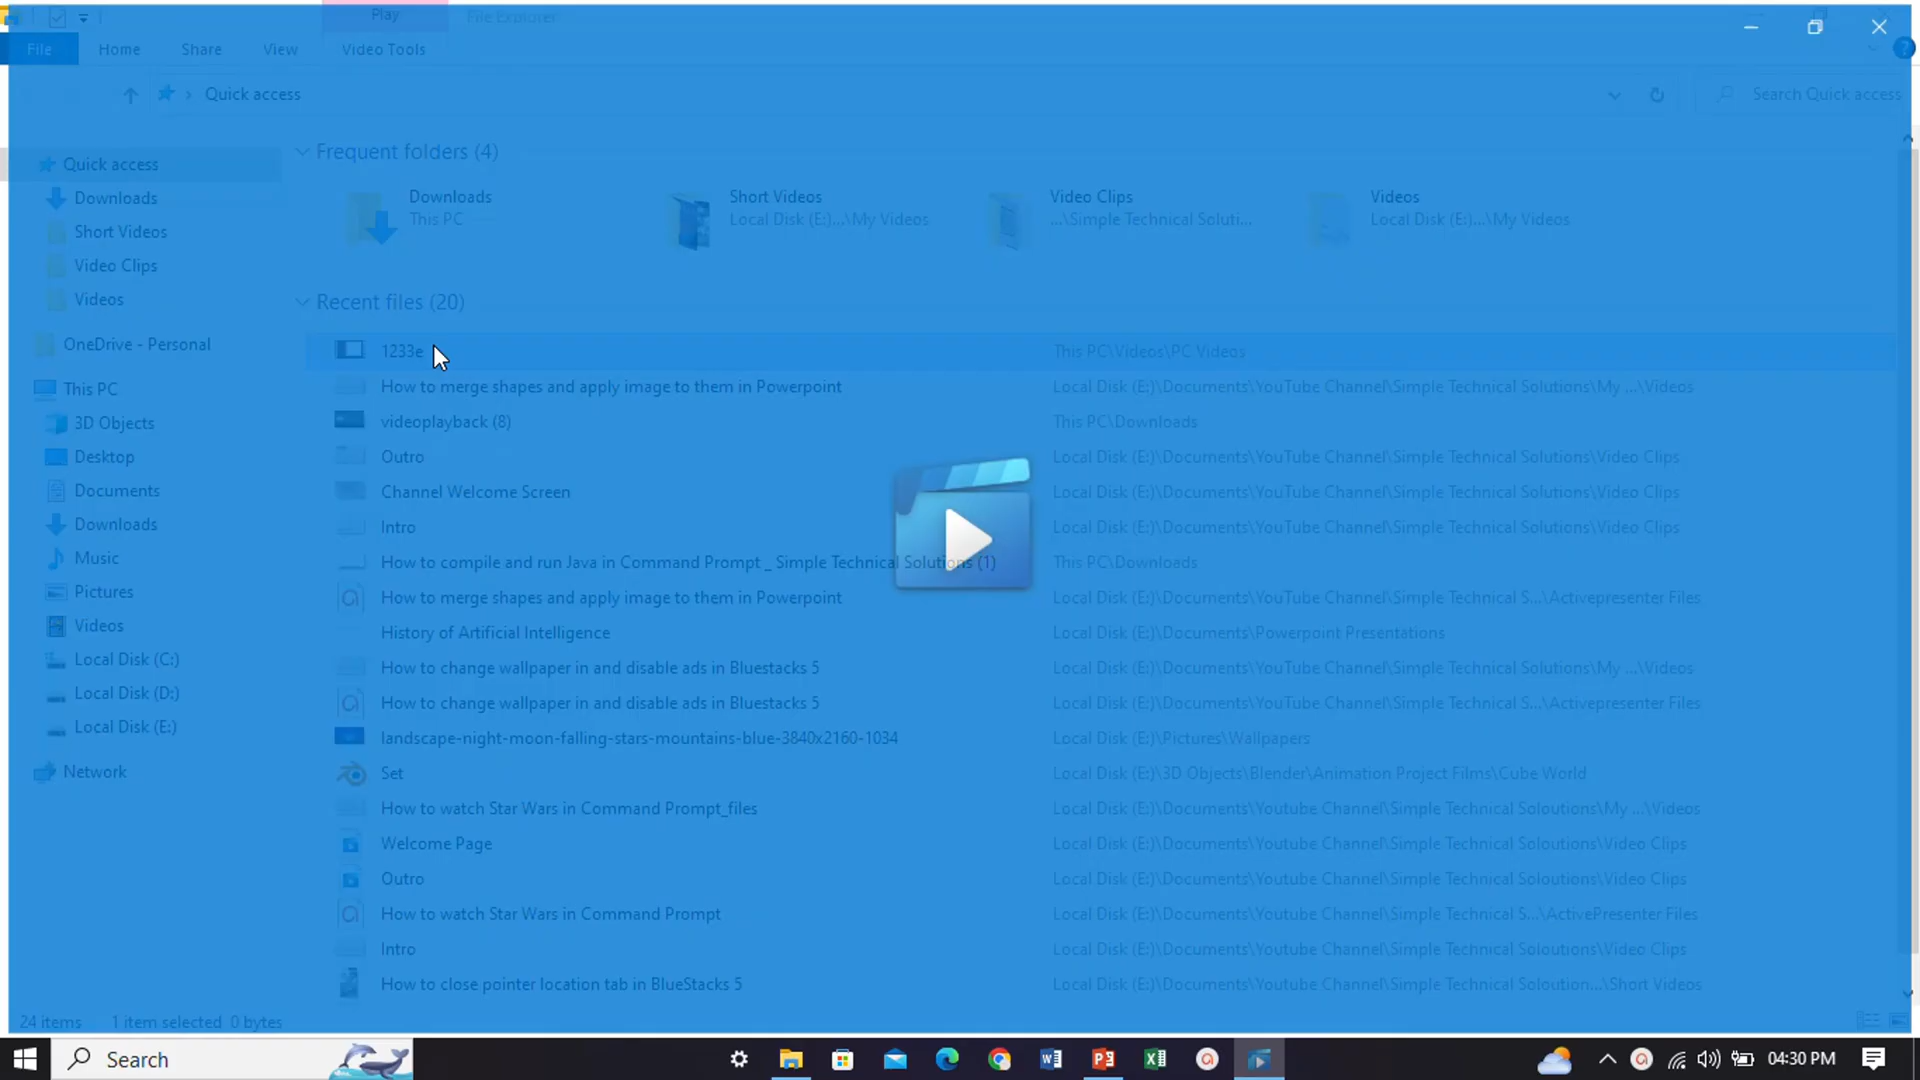 Play
File Explorer
File
Home
Share
View
Video Tools
Quick access
Search Quick access
Quick access
Downloads
Short Videos
Video Clips
Videos
OneDrive - Personal
This PC
3D Objects
Desktop
Documents
Downloads
Music
Pictures
Videos
Local Disk (C:)
Local Disk (D:)
Local Disk (E:)
Network
Frequent folders (4)
Downloads
This PC
Short Videos
Local Disk (E:)...\My Videos
Video Clips
...\Simple Technical Soluti...
Videos
Local Disk (E:)...\My Videos
Recent files (20)
1233e This PC\Videos\PC Videos
How to merge shapes and apply image to them in Powerpoint Local Disk (E:)\Documents\YouTube Channel\Simple Technical Solutions\My ...\Videos
videoplayback (8) This PC\Downloads
Outro Local Disk (E:)\Documents\YouTube Channel\Simple Technical Solutions\Video Clips
Channel Welcome Screen Local Disk (E:)\Documents\YouTube Channel\Simple Technical Solutions\Video Clips
Intro Local Disk (E:)\Documents\YouTube Channel\Simple Technical Solutions\Video Clips
How to compile and run Java in Command Prompt _ Simple Technical Solutions (1) This PC\Downloads
How to merge shapes and apply image to them in Powerpoint Local Disk (E:)\Documents\YouTube Channel\Simple Technical S...\Activepresenter Files
History of Artificial Intelligence Local Disk (E:)\Documents\Powerpoint Presentations
How to change wallpaper in and disable ads in Bluestacks 5 Local Disk (E:)\Documents\YouTube Channel\Simple Technical Solutions\My ...\Videos
How to change wallpaper in and disable ads in Bluestacks 5 Local Disk (E:)\Documents\YouTube Channel\Simple Technical S...\Activepresenter Files
landscape-night-moon-falling-stars-mountains-blue-3840x2160-1034 Local Disk (E:)\Pictures\Wallpapers
Set Local Disk (E:)\3D Objects\Blender\Animation Project Films\Cube World
How to watch Star Wars in Command Prompt_files Local Disk (E:)\Documents\Youtube Channel\Simple Technical Soloutions\My ...\Videos
Welcome Page Local Disk (E:)\Documents\Youtube Channel\Simple Technical Soloutions\Video Clips
Outro Local Disk (E:)\Documents\Youtube Channel\Simple Technical Soloutions\Video Clips
How to watch Star Wars in Command Prompt Local Disk (E:)\Documents\Youtube Channel\Simple Technical S...\ActivePresenter Files
Intro Local Disk (E:)\Documents\Youtube Channel\Simple Technical Soloutions\Video Clips
How to close pointer location tab in BlueStacks 5 Local Disk (E:)\Documents\Youtube Channel\Simple Technical Soloution...\Short Videos
24 items 1 item selected 0 bytes
Search
04:30 PM